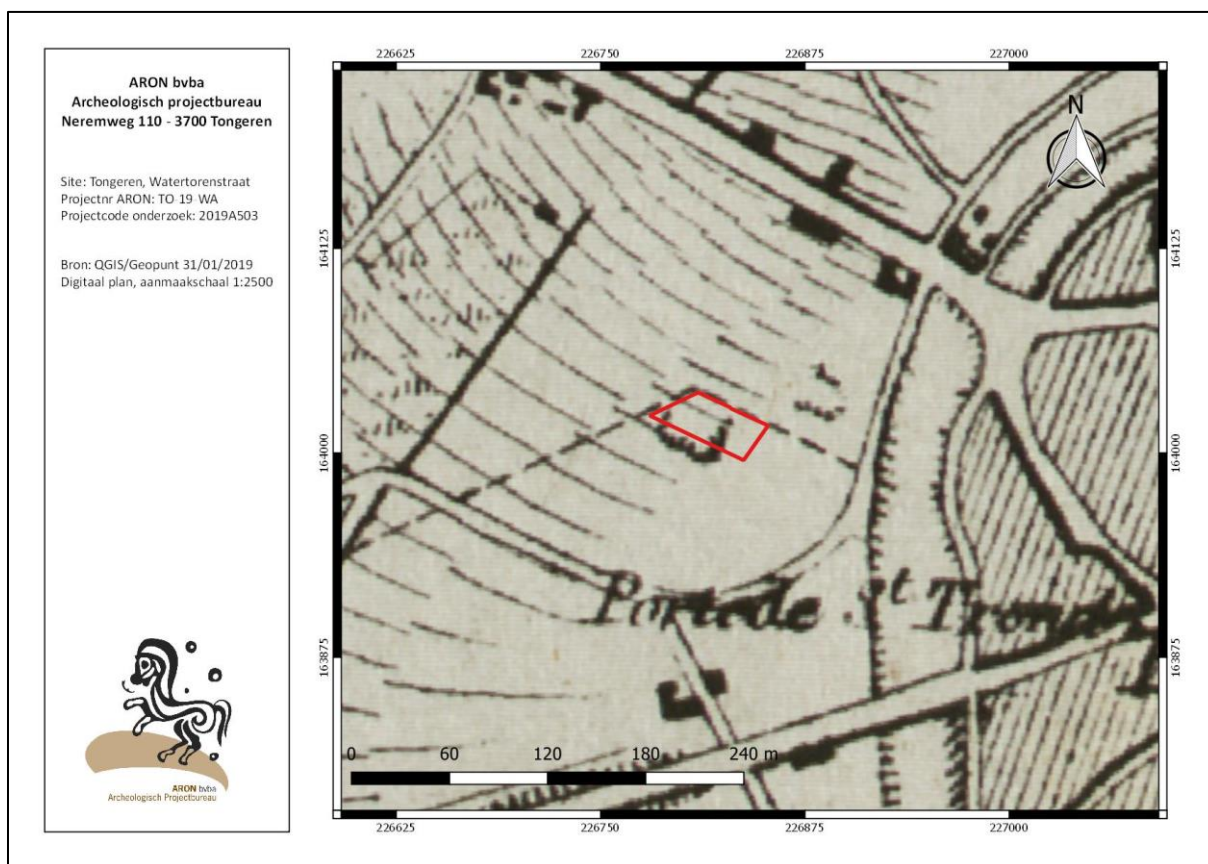 ARON bvba
Archeologisch projectbureau
Neremweg 110 - 3700 Tongeren
Site: Tongeren, Watertorenstraat
Projectnr ARON: TO-19-WA
Projectcode onderzoek: 2019A503
Bron: QGIS/Geopunt 31/01/2019
Digitaal plan, aanmaakschaal 1:2500
ARON bvba
Archeologisch Projectbureau
226625 226750 226875 227000
N
164125 164125
164000 164000
Porte de St. Trond
163875 163875
0 60 120 180 240 m
226625 226750 226875 227000